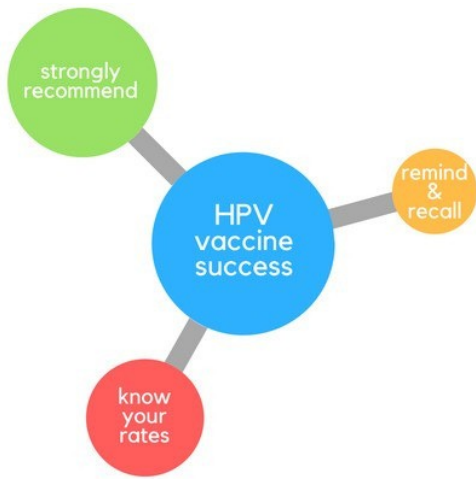 strongly
recommend
remind
&
recall
HPV
vaccine
success
know
your
rates